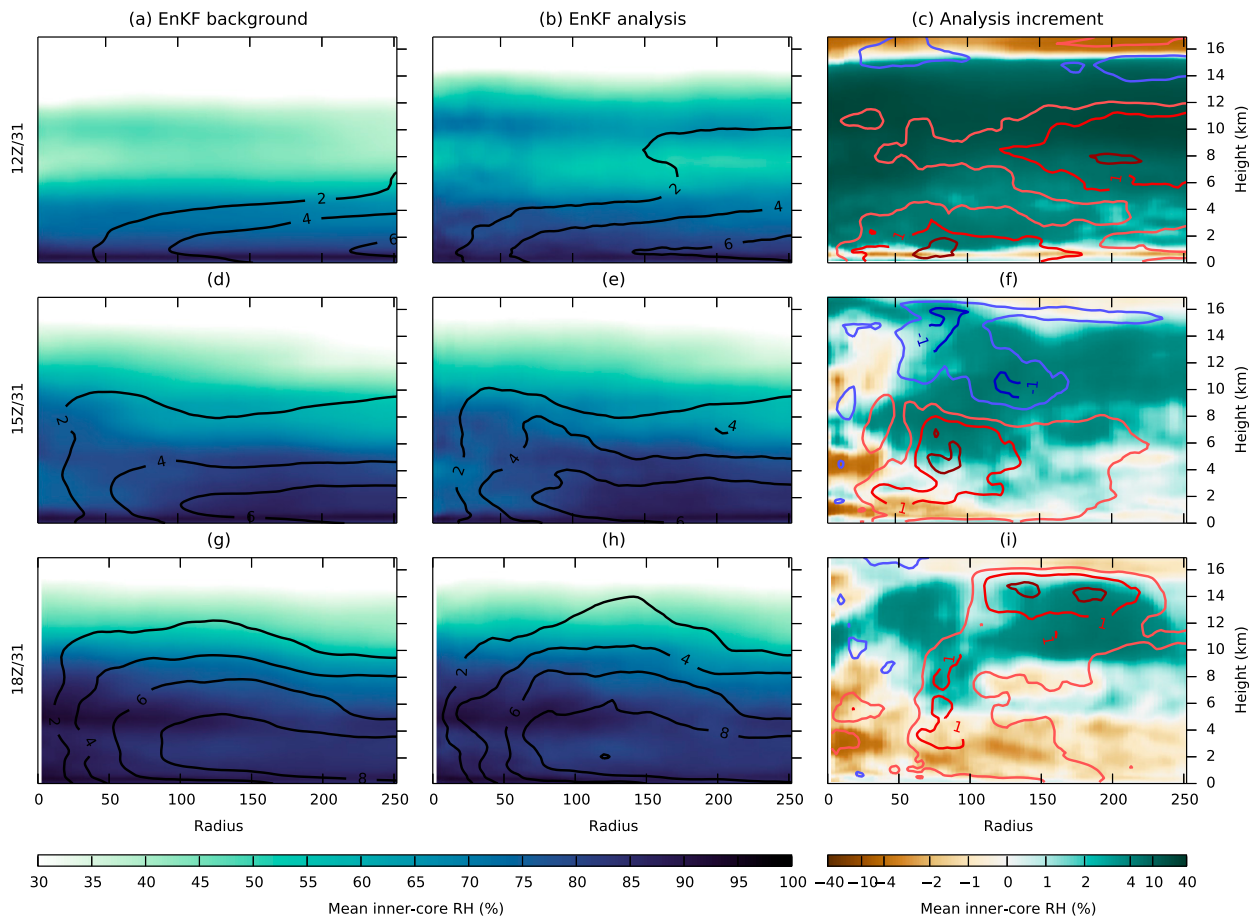 (a) EnKF background
(b) EnKF analysis
(c) Analysis increment
12Z/31
2
4
6
2
4
6
1
1
16
14
12
10
8
6
4
2
0
Height (km)
(d)
(e)
(f)
15Z/31
2
4
6
2
4
4
6
-1
-1
1
16
14
12
10
8
6
4
2
0
Height (km)
(g)
(h)
(i)
18Z/31
2
4
6
8
2
4
6
8
1
1
1
1
16
14
12
10
8
6
4
2
0
Height (km)
0 50 100 150 200 250
0 50 100 150 200 250
0 50 100 150 200 250
Radius
Radius
Radius
30 35 40 45 50 55 60 65 70 75 80 85 90 95 100
Mean inner-core RH (%)
−40 −10 −4 −2 −1 0 1 2 4 10 40
Mean inner-core RH (%)